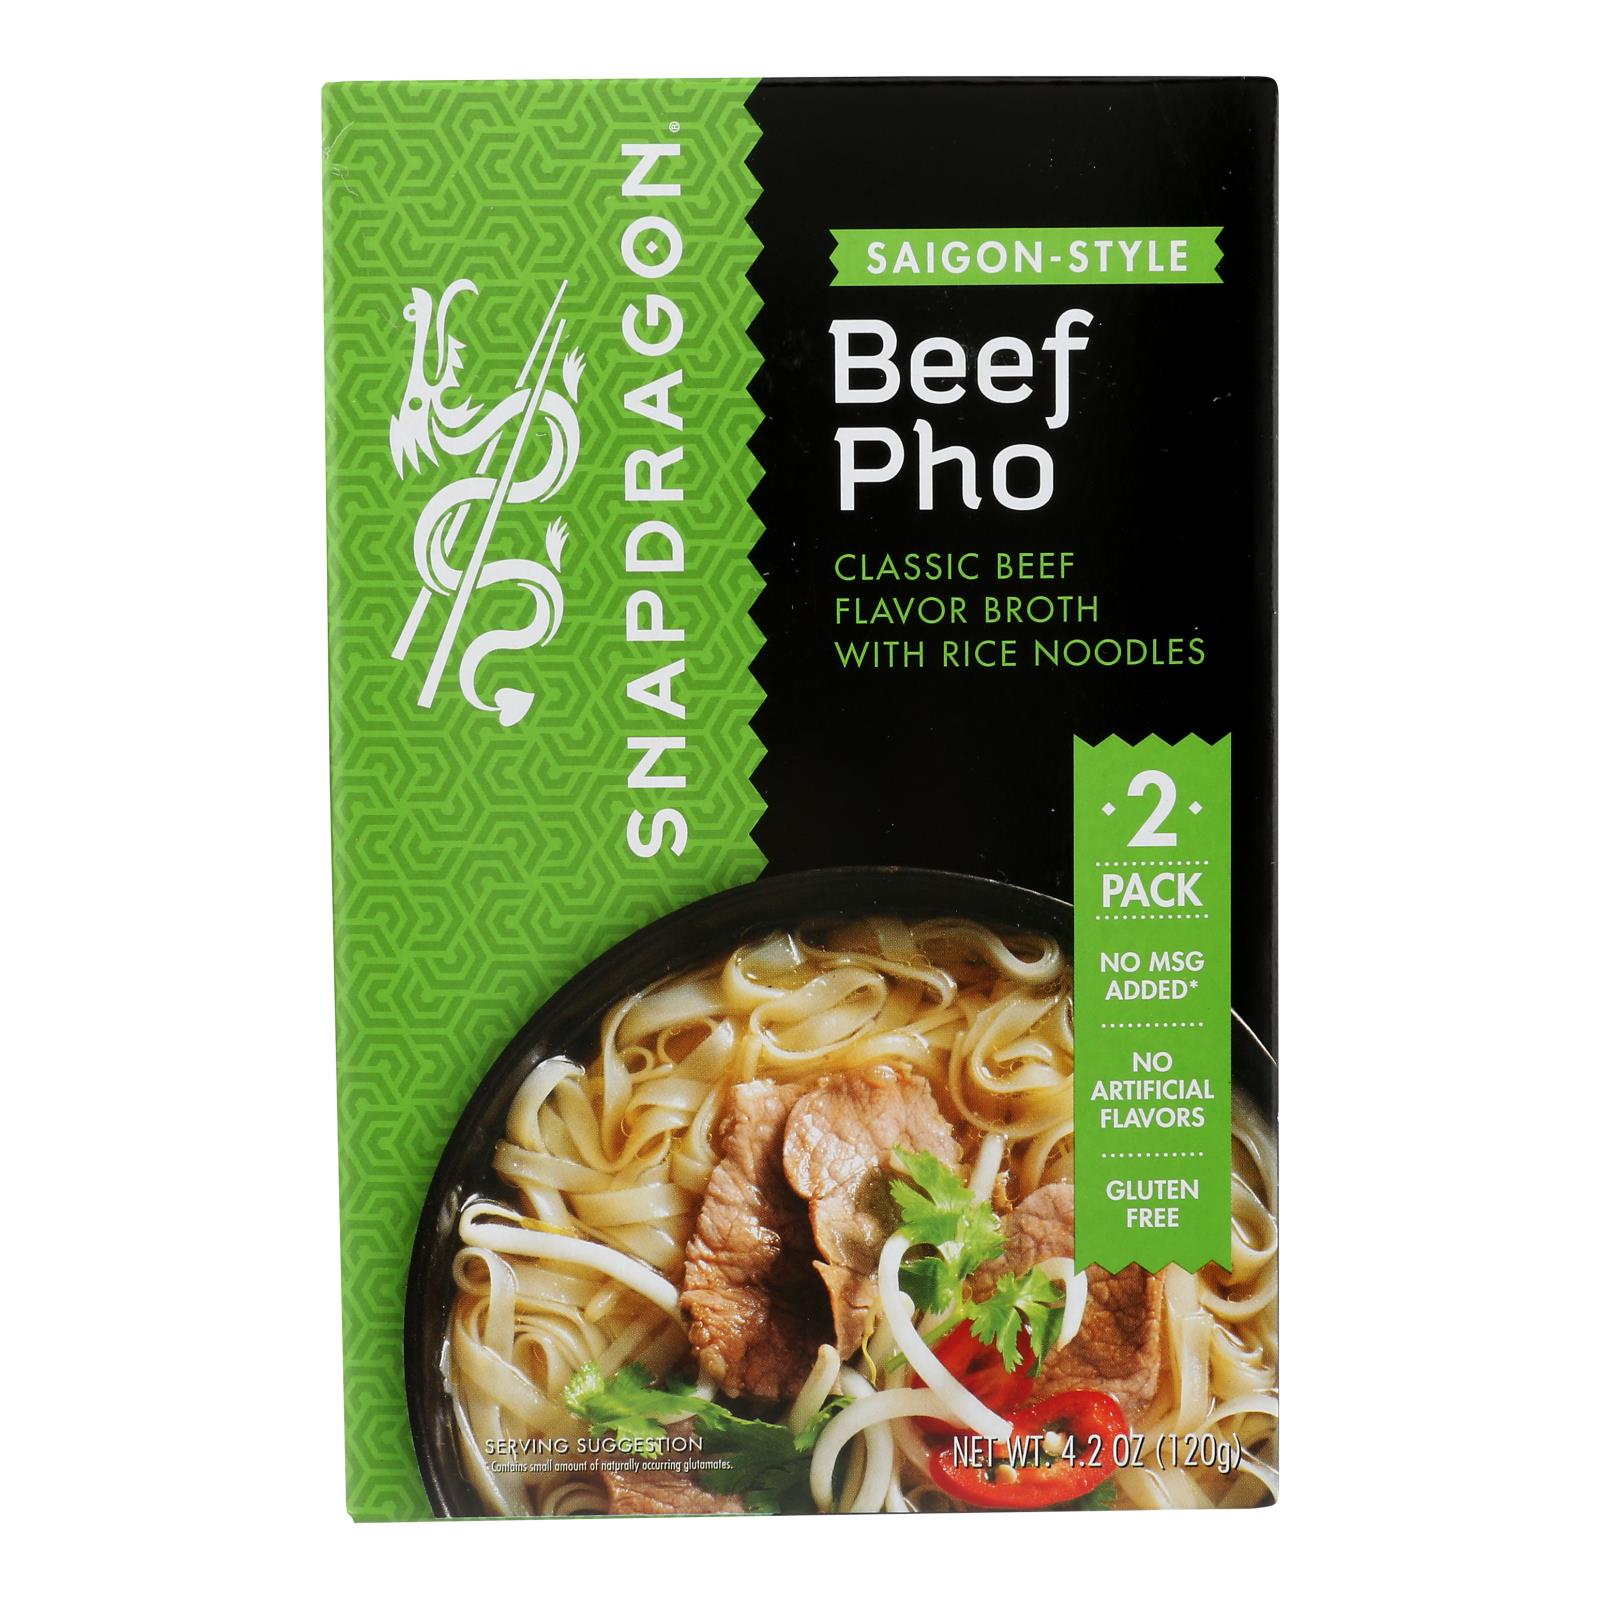 SNAPDRAGON®
SAIGON-STYLE
Beef
Pho
CLASSIC BEEF
FLAVOR BROTH
WITH RICE NOODLES
2
PACK
NO MSG
ADDED*
NO
ARTIFICIAL
FLAVORS
GLUTEN
FREE
SERVING SUGGESTION
*Contains small amount of naturally occurring glutamates.
NET WT. 4.2 OZ (120g)